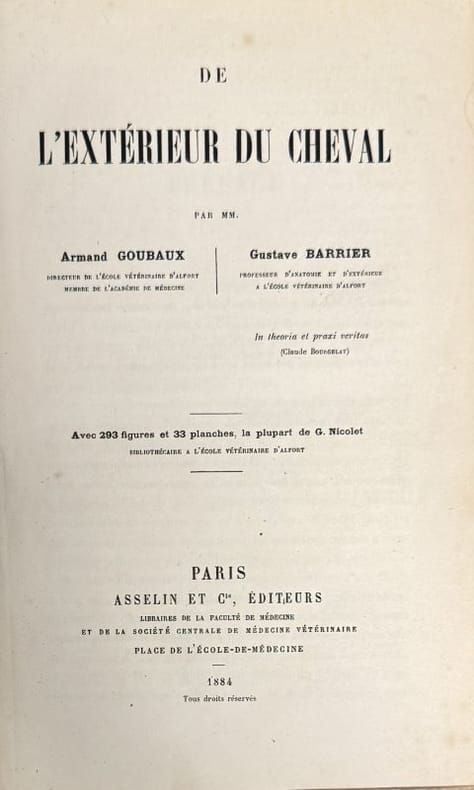 DE
L'EXTÉRIEUR DU CHEVAL
PAR MM.
Armand GOUBAUX
DIRECTEUR DE L'ÉCOLE VÉTÉRINAIRE D'ALFORT
MEMBRE DE L'ACADÉMIE DE MÉDECINE
Gustave BARRIER
PROFESSEUR D'ANATOMIE ET D'EXTÉRIEUR
A L'ÉCOLE VÉTÉRINAIRE D'ALFORT
In theoria et praxi veritas
(Claude BOURGELAT)
Avec 293 figures et 33 planches, la plupart de G. Nicolet
BIBLIOTHÉCAIRE A L'ÉCOLE VÉTÉRINAIRE D'ALFORT
PARIS
ASSELIN ET Cie, ÉDITEURS
LIBRAIRES DE LA FACULTÉ DE MÉDECINE
ET DE LA SOCIÉTÉ CENTRALE DE MÉDECINE VÉTÉRINAIRE
PLACE DE L'ÉCOLE-DE-MÉDECINE
1884
Tous droits réservés